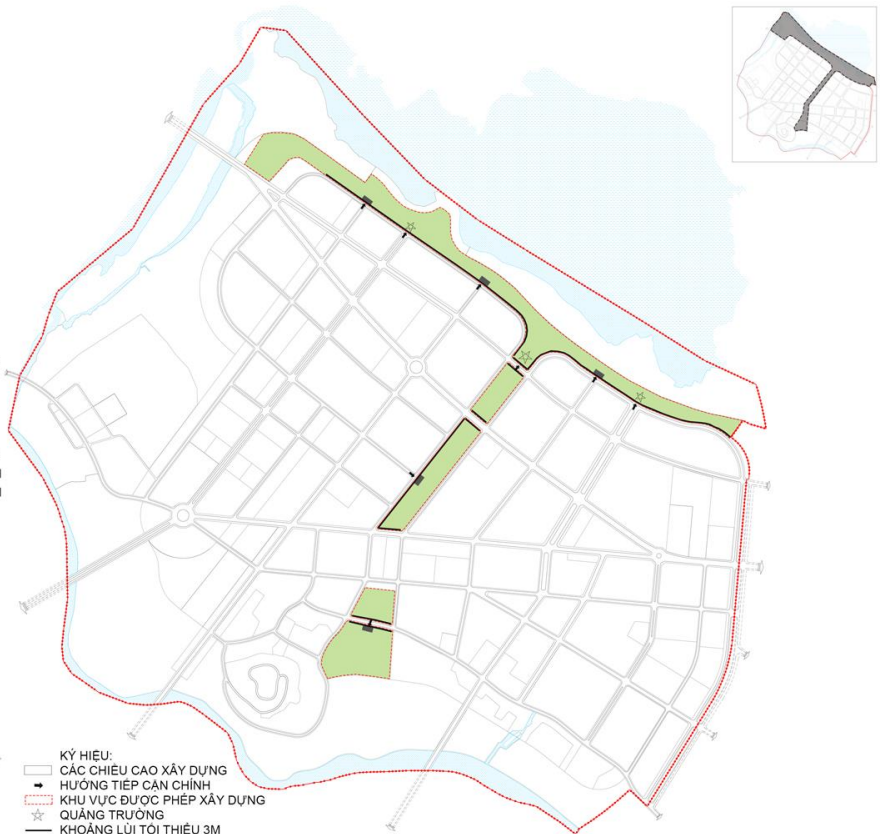 KÝ HIỆU:
CÁC CHIỀU CAO XÂY DỰNG
HƯỚNG TIẾP CẬN CHÍNH
KHU VỰC ĐƯỢC PHÉP XÂY DỰNG
QUẢNG TRƯỜNG
KHOẢNG LÙI TỐI THIỂU 3M